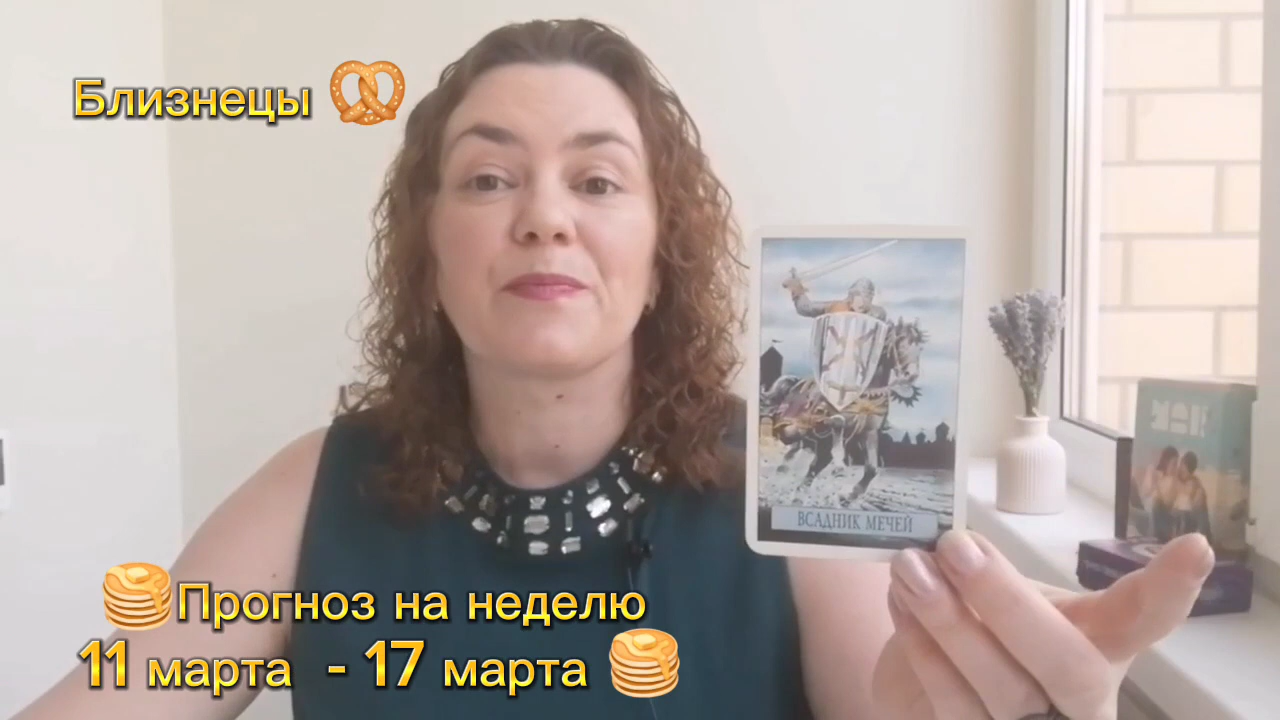 Близнецы
ВСАДНИК МЕЧЕЙ
Прогноз на неделю
11 марта - 17 марта